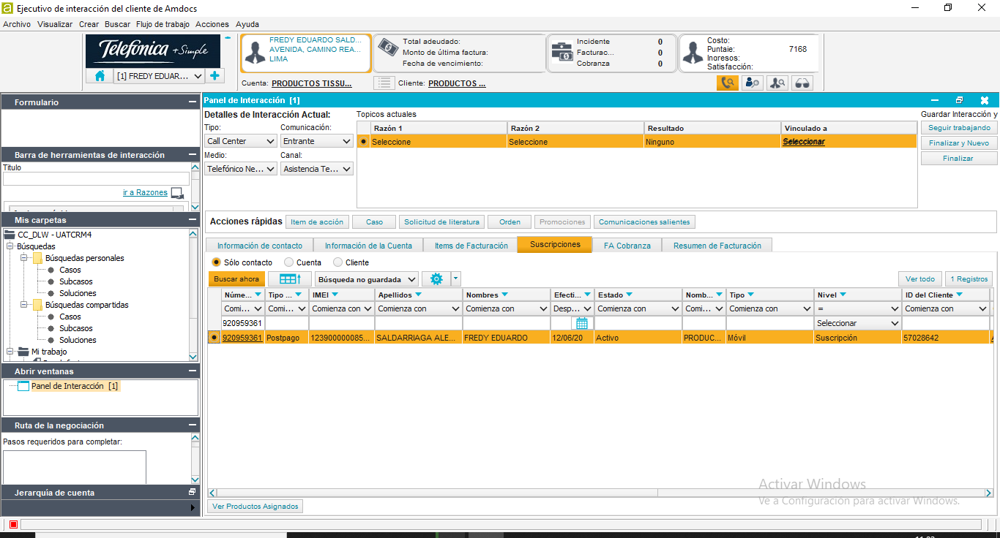 Ejecutivo de interacción del cliente de Amdocs
Archivo Visualizar Crear Buscar Flujo de trabajo Acciones Ayuda
Telefónica +Simple
[1] FREDY EDUAR...
FREDY EDUARDO SALD...
AVENIDA, CAMINO REA...
LIMA
Total adeudado:
Monto de última factura:
Fecha de vencimiento:
Incidente 0
Facturac... 0
Cobranza 0
Costo:
Puntaie: 7168
Ingresos:
Satisfacción:
Cuenta: PRODUCTOS TISSU...
Cliente: PRODUCTOS ...
Formulario
Barra de herramientas de interacción
Titulo
ir a Razones
Mis carpetas
CC_DLW - UATCRM4
Búsquedas
Búsquedas personales
Casos
Subcasos
Soluciones
Búsquedas compartidas
Casos
Subcasos
Soluciones
Mi trabajo
Abrir ventanas
Panel de Interacción [1]
Ruta de la negociación
Pasos requeridos para completar:
Jerarquía de cuenta
Panel de Interacción [1]
Detalles de Interacción Actual:
Tipo: Comunicación:
Call Center Entrante
Medio: Canal:
Telefónico Ne... Asistencia Te...
Topicos actuales
Razón 1 Razón 2 Resultado Vinculado a
Seleccione Seleccione Ninguno Seleccionar
Guardar Interacción y
Seguir trabajando
Finalizar y Nuevo
Finalizar
Acciones rápidas Item de acción Caso Solicitud de literatura Orden Promociones Comunicaciones salientes
Información de contacto Información de la Cuenta Items de Facturación Suscripciones FA Cobranza Resumen de Facturación
Sólo contacto Cuenta Cliente
Buscar ahora Búsqueda no guardada Ver todo 1 Registros
Núme... Tipo ... IMEI Apellidos Nombres Efecti... Estado Nomb... Tipo Nivel ID del Cliente
Comi... Comi... Comienza con Comienza con Comienza con Desp... Comienza con Comi... Comienza con = Comienza con
920959361 Seleccionar
920959361 Postpago 123900000085... SALDARRIAGA ALE... FREDY EDUARDO 12/06/20 Activo PRODUC... Móvil Suscripción 57028642
Ver Productos Asignados
Activar Windows
Ve a Configuración para activar Windows.